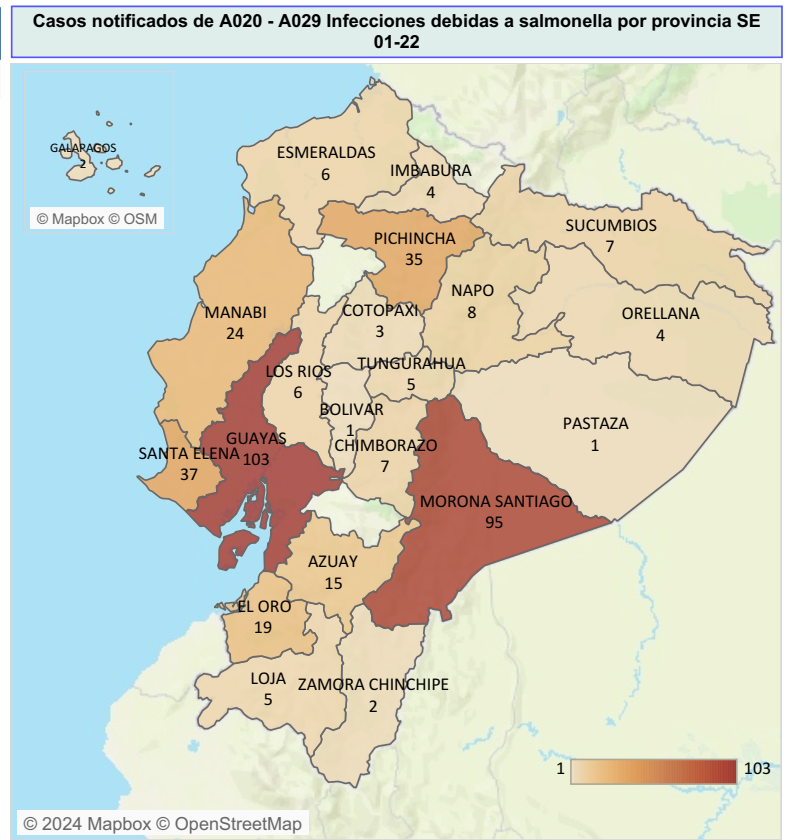 Casos notificados de A020 - A029 Infecciones debidas a salmonella por provincia SE
01-22
GALAPAGOS
2
© Mapbox © OSM
ESMERALDAS
6
IMBABURA
4
SUCUMBIOS
7
PICHINCHA
35
NAPO
8
ORELLANA
4
MANABI
24
COTOPAXI
3
TUNGURAHUA
5
LOS RIOS
6
BOLIVAR
1
PASTAZA
1
GUAYAS
103
CHIMBORAZO
7
SANTA ELENA
37
MORONA SANTIAGO
95
AZUAY
15
EL ORO
19
LOJA
5
ZAMORA CHINCHIPE
2
1
103
© 2024 Mapbox © OpenStreetMap